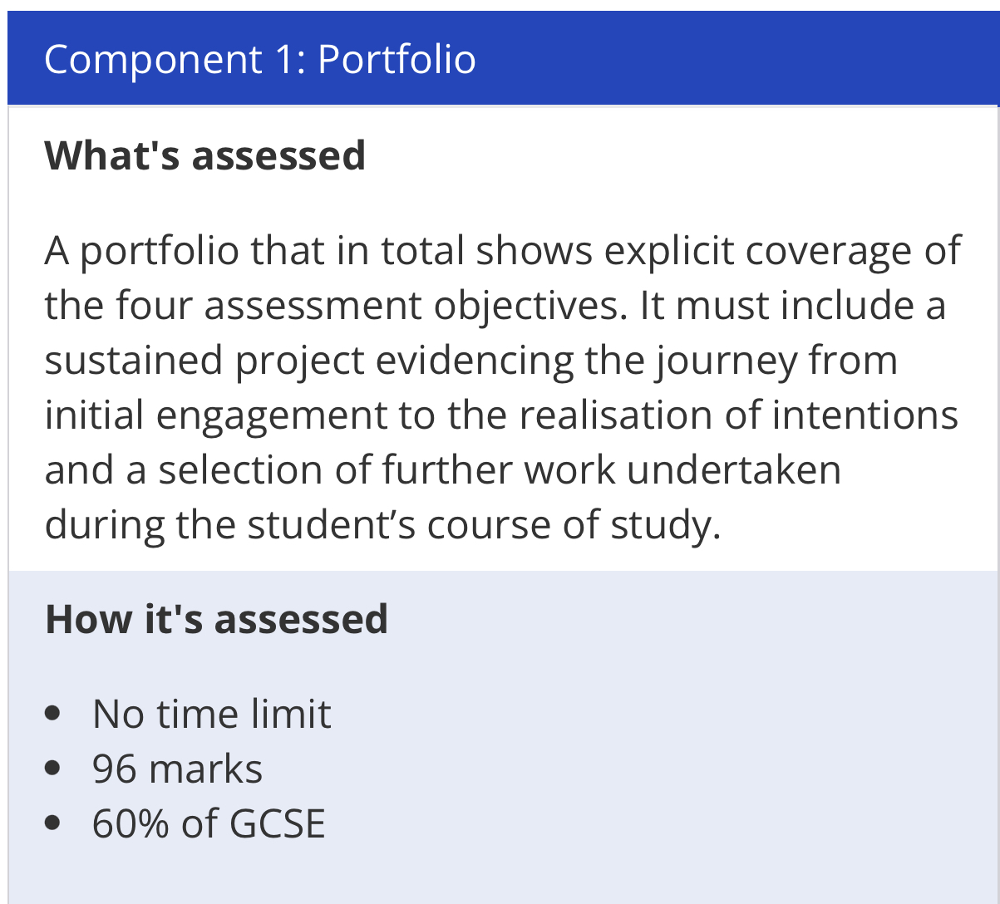 Component 1: Portfolio
What's assessed
A portfolio that in total shows explicit coverage of
the four assessment objectives. It must include a
sustained project evidencing the journey from
initial engagement to the realisation of intentions
and a selection of further work undertaken
during the student’s course of study.
How it's assessed
• No time limit
• 96 marks
• 60% of GCSE